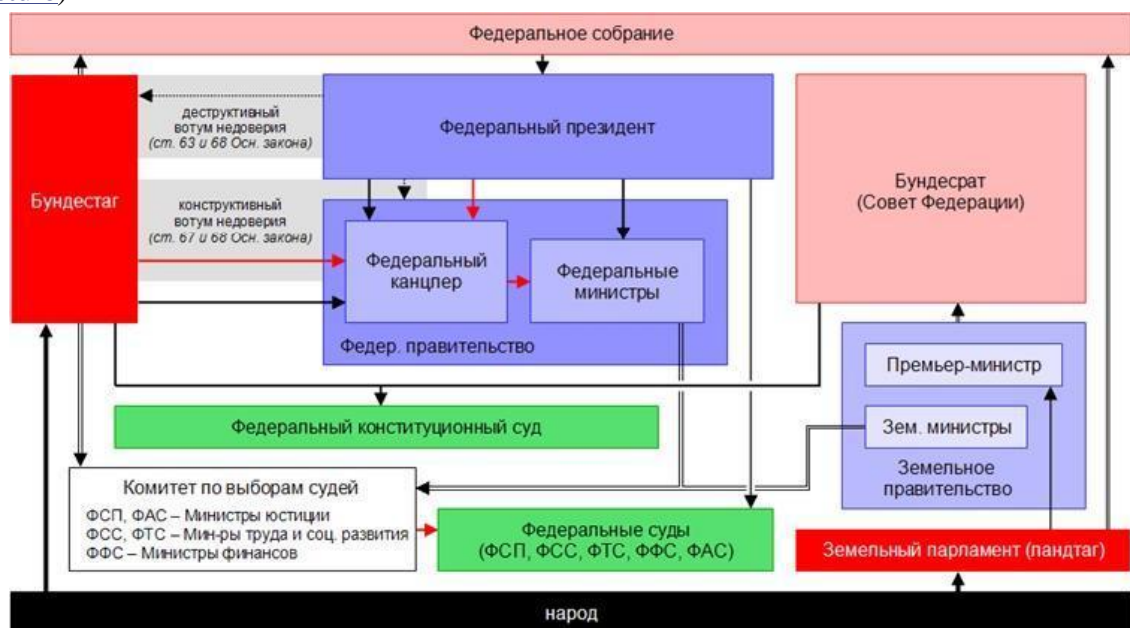 Федеральное собрание
Бундестаг
деструктивный
вотум недоверия
(ст. 63 и 68 Осн. закона)
Федеральный президент
Бундесрат
(Совет Федерации)
конструктивный
вотум недоверия
(ст. 67 и 68 Осн. закона)
Федеральный
канцлер
Федеральные
министры
Федер. правительство
Премьер-министр
Зем. министры
Земельное
правительство
Федеральный конституционный суд
Комитет по выборам судей
ФСП, ФАС – Министры юстиции
ФСС, ФТС – Мин-ры труда и соц. развития
ФФС – Министры финансов
Федеральные суды
(ФСП, ФСС, ФТС, ФФС, ФАС)
Земельный парламент (ландтаг)
народ